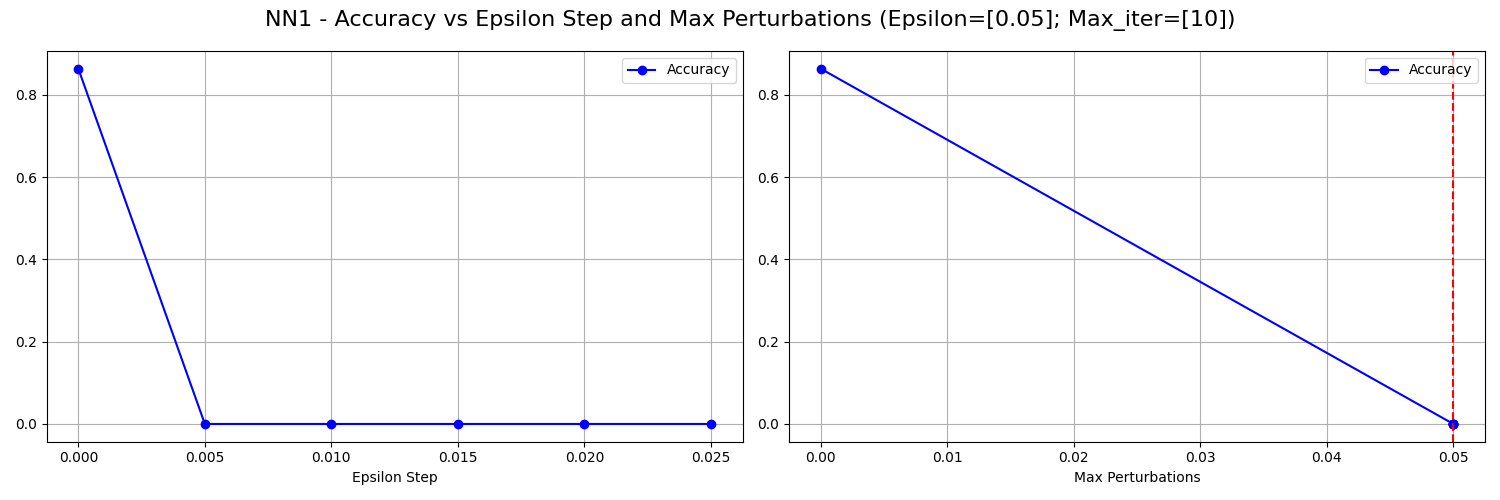 NN1 - Accuracy vs Epsilon Step and Max Perturbations (Epsilon=[0.05]; Max_iter=[10])
Accuracy
0.8
0.6
0.4
0.2
0.0
0.000 0.005 0.010 0.015 0.020 0.025
Epsilon Step
Accuracy
0.8
0.6
0.4
0.2
0.0
0.00 0.01 0.02 0.03 0.04 0.05
Max Perturbations